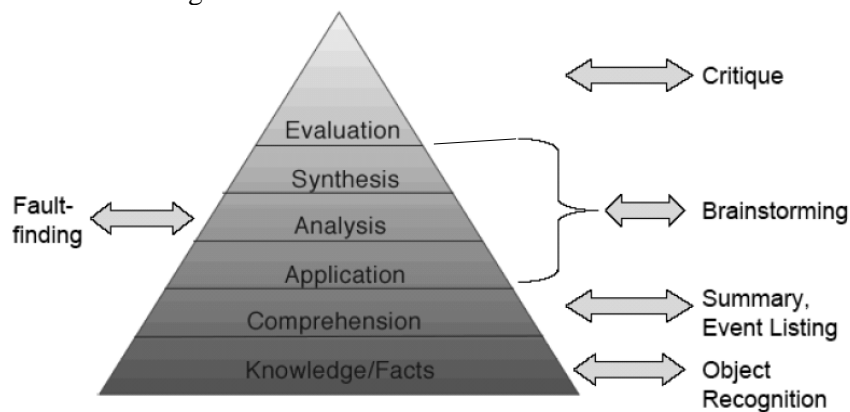 Evaluation
Synthesis
Analysis
Application
Comprehension
Knowledge/Facts
Fault-
finding
Critique
Brainstorming
Summary,
Event Listing
Object
Recognition